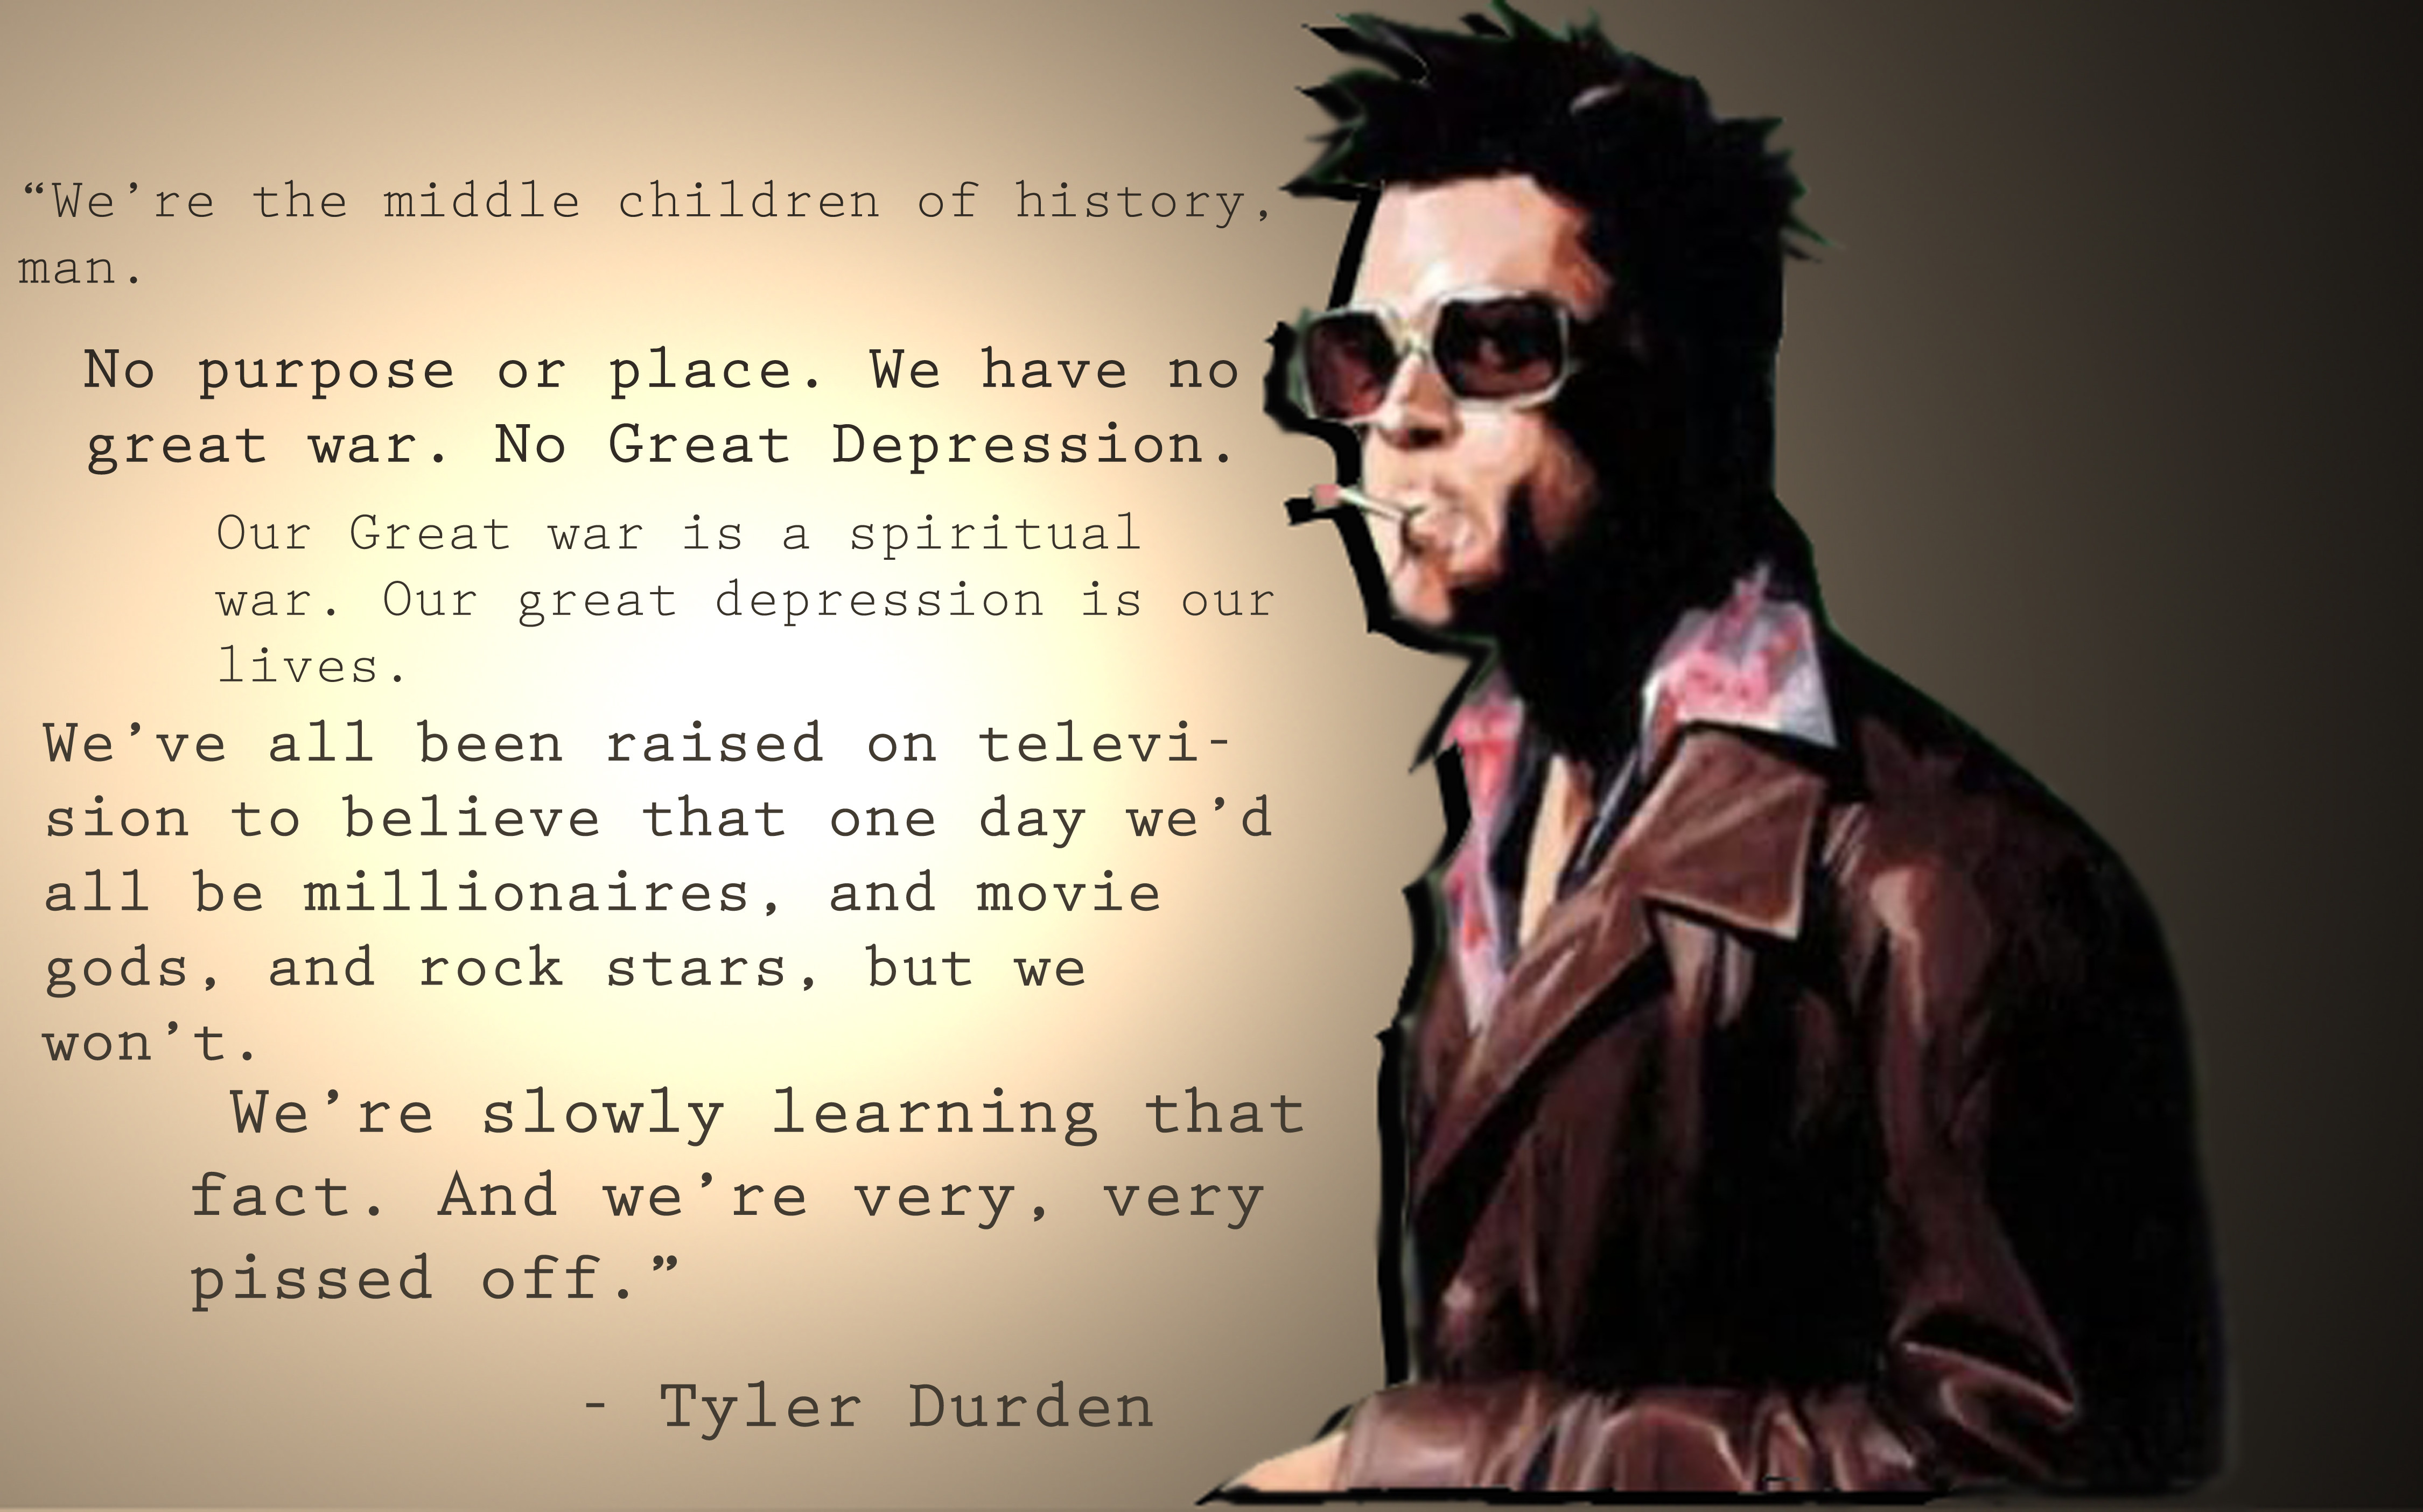 “We’re the middle children of history,
man.
No purpose or place. We have no
great war. No Great Depression.
Our Great war is a spiritual
war. Our great depression is our
lives.
We’ve all been raised on televi-
sion to believe that one day we’d
all be millionaires, and movie
gods, and rock stars, but we
won’t.
We’re slowly learning that
fact. And we’re very, very
pissed off.”
- Tyler Durden